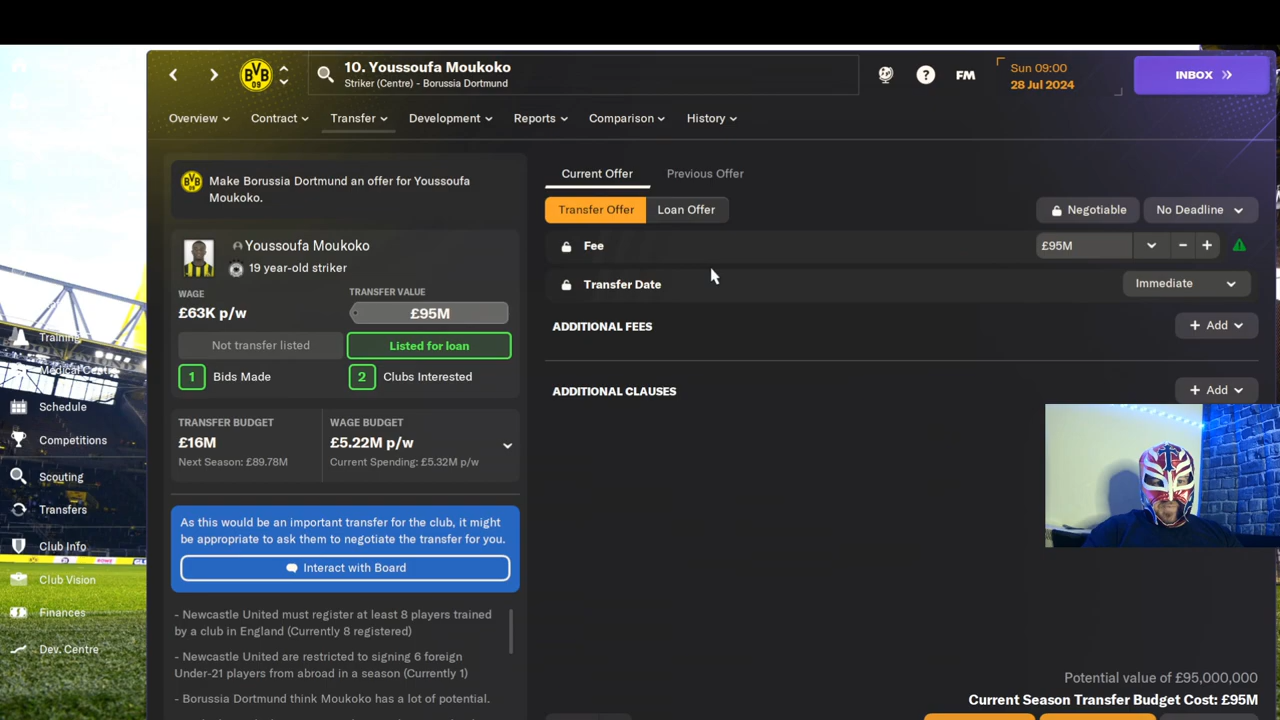 10. Youssoufa Moukoko
Striker (Centre) - Borussia Dortmund
FM
Sun 09:00
28 Jul 2024
INBOX
Overview
Contract
Transfer
Development
Reports
Comparison
History
Make Borussia Dortmund an offer for Youssoufa
Moukoko.
Youssoufa Moukoko
19 year-old striker
WAGE
£63K p/w
TRANSFER VALUE
£95M
Not transfer listed
Listed for loan
1 Bids Made
2 Clubs Interested
TRANSFER BUDGET
£16M
Next Season: £89.78M
WAGE BUDGET
£5.22M p/w
Current Spending: £5.32M p/w
As this would be an important transfer for the club, it might
be appropriate to ask them to negotiate the transfer for you.
Interact with Board
- Newcastle United must register at least 8 players trained
by a club in England (Currently 8 registered)
- Newcastle United are restricted to signing 6 foreign
Under-21 players from abroad in a season (Currently 1)
- Borussia Dortmund think Moukoko has a lot of potential.
Current Offer
Previous Offer
Transfer Offer
Loan Offer
Negotiable
No Deadline
Fee
£95M
Transfer Date
Immediate
ADDITIONAL FEES
+ Add
ADDITIONAL CLAUSES
+ Add
Potential value of £95,000,000
Current Season Transfer Budget Cost: £95M
Training
Medical Centre
Schedule
Competitions
Scouting
Transfers
Club Info
Club Vision
Finances
Dev. Centre
BVB
09